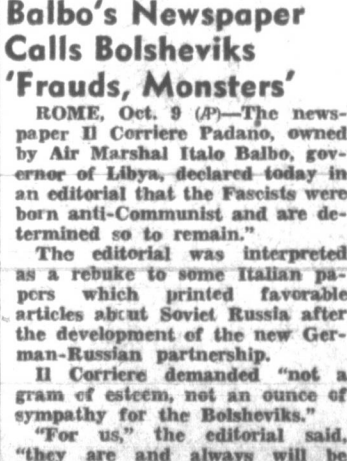 Balbo's Newspaper
Calls Bolsheviks
'Frauds, Monsters'
ROME, Oct. 9 (AP)—The news-
paper Il Corriere Padano, owned
by Air Marshal Italo Balbo, gov-
ernor of Libya, declared today in
an editorial that the Fascists were
born anti-Communist and are de-
termined so to remain."
The editorial was interpreted
as a rebuke to some Italian pa-
pers which printed favorable
articles about Soviet Russia after
the development of the new Ger-
man-Russian partnership.
Il Corriere demanded "not a
gram of esteem, not an ounce of
sympathy for the Bolsheviks."
"For us," the editorial said,
"they are and always will be